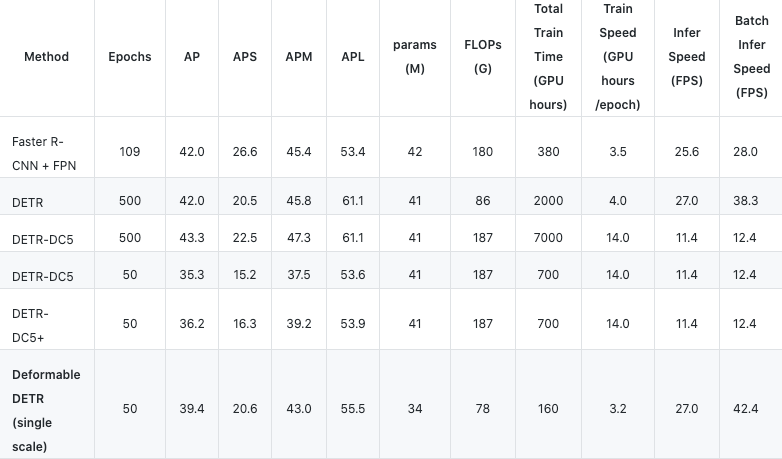 Method Epochs AP APS APM APL params (M) FLOPs (G) Total Train Time (GPU hours) Train Speed (GPU hours /epoch) Infer Speed (FPS) Batch Infer Speed (FPS)
Faster R-CNN + FPN 109 42.0 26.6 45.4 53.4 42 180 380 3.5 25.6 28.0
DETR 500 42.0 20.5 45.8 61.1 41 86 2000 4.0 27.0 38.3
DETR-DC5 500 43.3 22.5 47.3 61.1 41 187 7000 14.0 11.4 12.4
DETR-DC5 50 35.3 15.2 37.5 53.6 41 187 700 14.0 11.4 12.4
DETR-DC5+ 50 36.2 16.3 39.2 53.9 41 187 700 14.0 11.4 12.4
Deformable DETR (single scale) 50 39.4 20.6 43.0 55.5 34 78 160 3.2 27.0 42.4